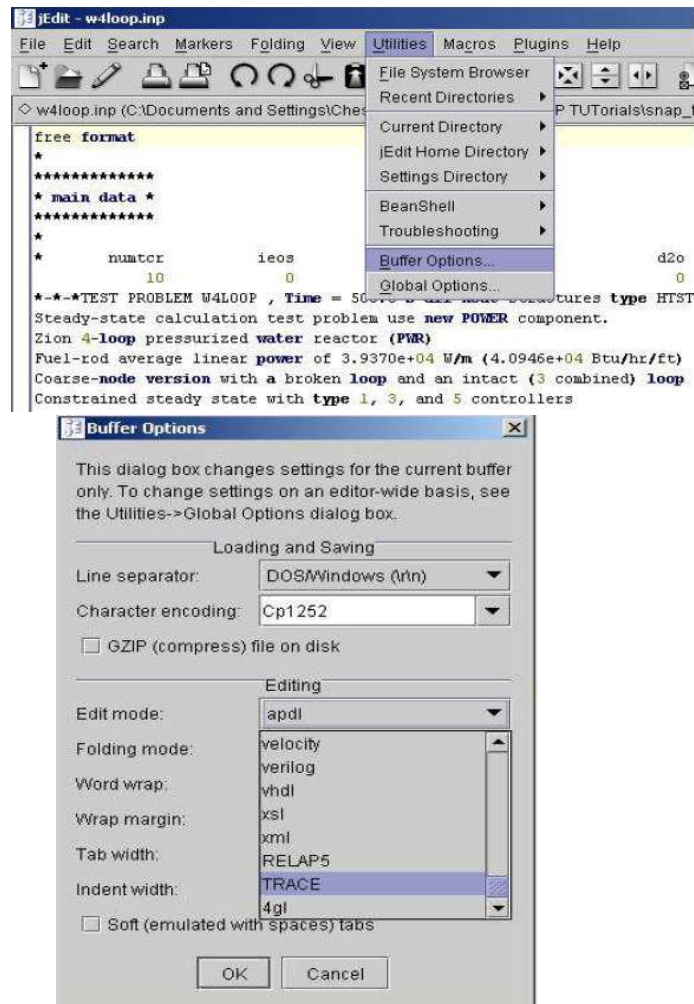 jEdit - w4loop.inp
File Edit Search Markers Folding View Utilities Macros Plugins Help
w4loop.inp (C:\Documents and Settings\Ches
P TUTorials\snap_t
File System Browser
Recent Directories
Current Directory
jEdit Home Directory
Settings Directory
BeanShell
Troubleshooting
Buffer Options...
Global Options...
free format
*
*************
* main data *
*************
*
* numtcr ieos d2o
10 0 0
*-*-*TEST PROBLEM W4LOOP , Time = type HTST
Steady-state calculation test problem use new POWER component.
Zion 4-loop pressurized water reactor (PWR)
Fuel-rod average linear power of 3.9370e+04 W/m (4.0946e+04 Btu/hr/ft)
Coarse-node version with a broken loop and an intact (3 combined) loop
Constrained steady state with type 1, 3, and 5 controllers
Buffer Options
This dialog box changes settings for the current buffer
only. To change settings on an editor-wide basis, see
the Utilities->Global Options dialog box.
Loading and Saving
Line separator: DOS/Windows (\r\n)
Character encoding: Cp1252
GZIP (compress) file on disk
Editing
Edit mode: apdl
Folding mode:
Word wrap:
Wrap margin:
Tab width:
Indent width:
velocity
verilog
vhdl
xsl
xml
RELAP5
TRACE
4gl
Soft (emulated with spaces) tabs
OK Cancel